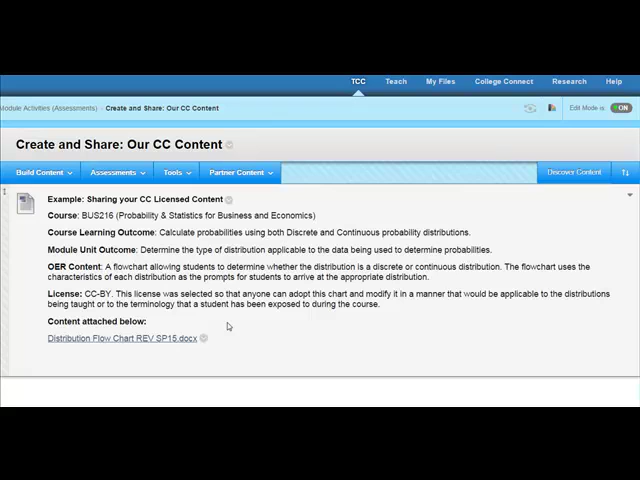 TCC Teach My Files College Connect Research Help
Module Activities (Assessments) Create and Share: Our CC Content Edit Mode is: ON
Create and Share: Our CC Content
Build Content Assessments Tools Partner Content Discover Content
1
Example: Sharing your CC Licensed Content
Course: BUS216 (Probability & Statistics for Business and Economics)
Course Learning Outcome: Calculate probabilities using both Discrete and Continuous probability distributions.
Module Unit Outcome: Determine the type of distribution applicable to the data being used to determine probabilities.
OER Content: A flowchart allowing students to determine whether the distribution is a discrete or continuous distribution. The flowchart uses the
characteristics of each distribution as the prompts for students to arrive at the appropriate distribution.
License: CC-BY. This license was selected so that anyone can adopt this chart and modify it in a manner that would be applicable to the distributions
being taught or to the terminology that a student has been exposed to during the course.
Content attached below:
Distribution Flow Chart REV SP15.docx